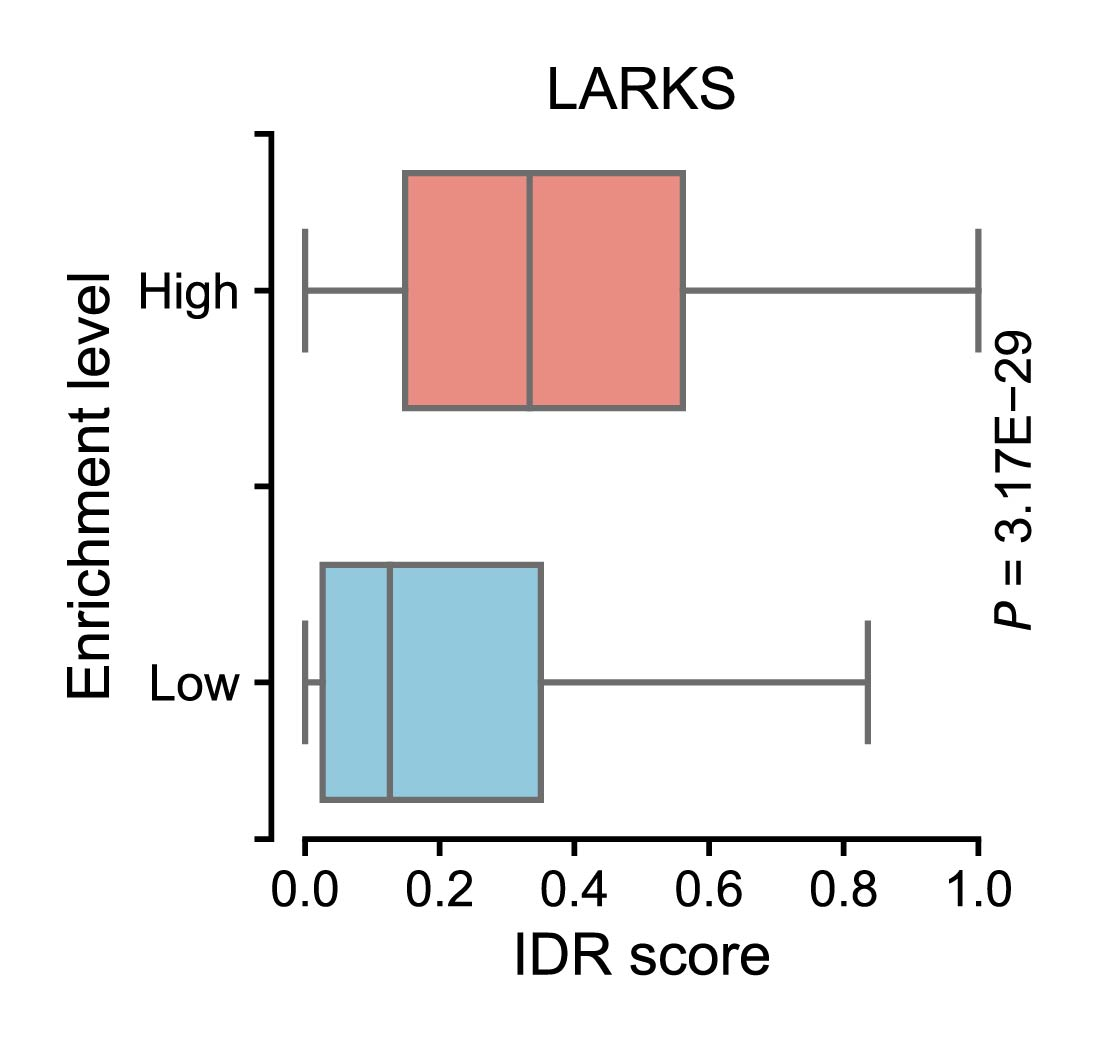 LARKS
Enrichment level
High
Low
P = 3.17E−29
0.0 0.2 0.4 0.6 0.8 1.0
IDR score